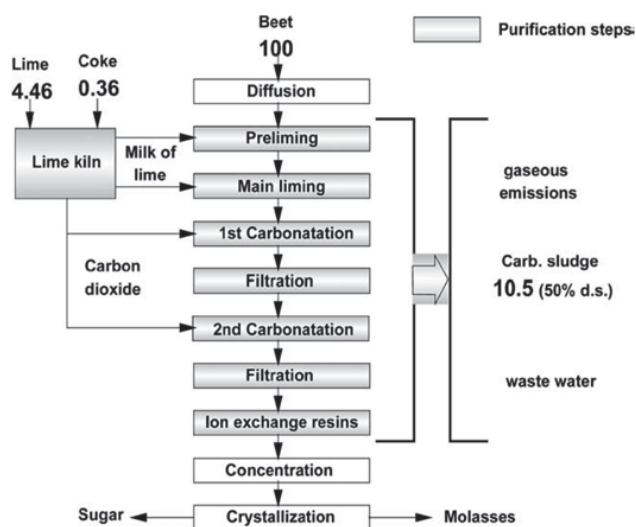 Beet
100
Purification steps
Lime
4.46
Coke
0.36
Diffusion
Lime kiln
Milk of
lime
Preliming
Main liming
1st Carbonatation
Carbon
dioxide
Filtration
2nd Carbonatation
Filtration
Ion exchange resins
Concentration
Sugar
Crystallization
Molasses
gaseous
emissions
Carb. sludge
10.5 (50% d.s.)
waste water